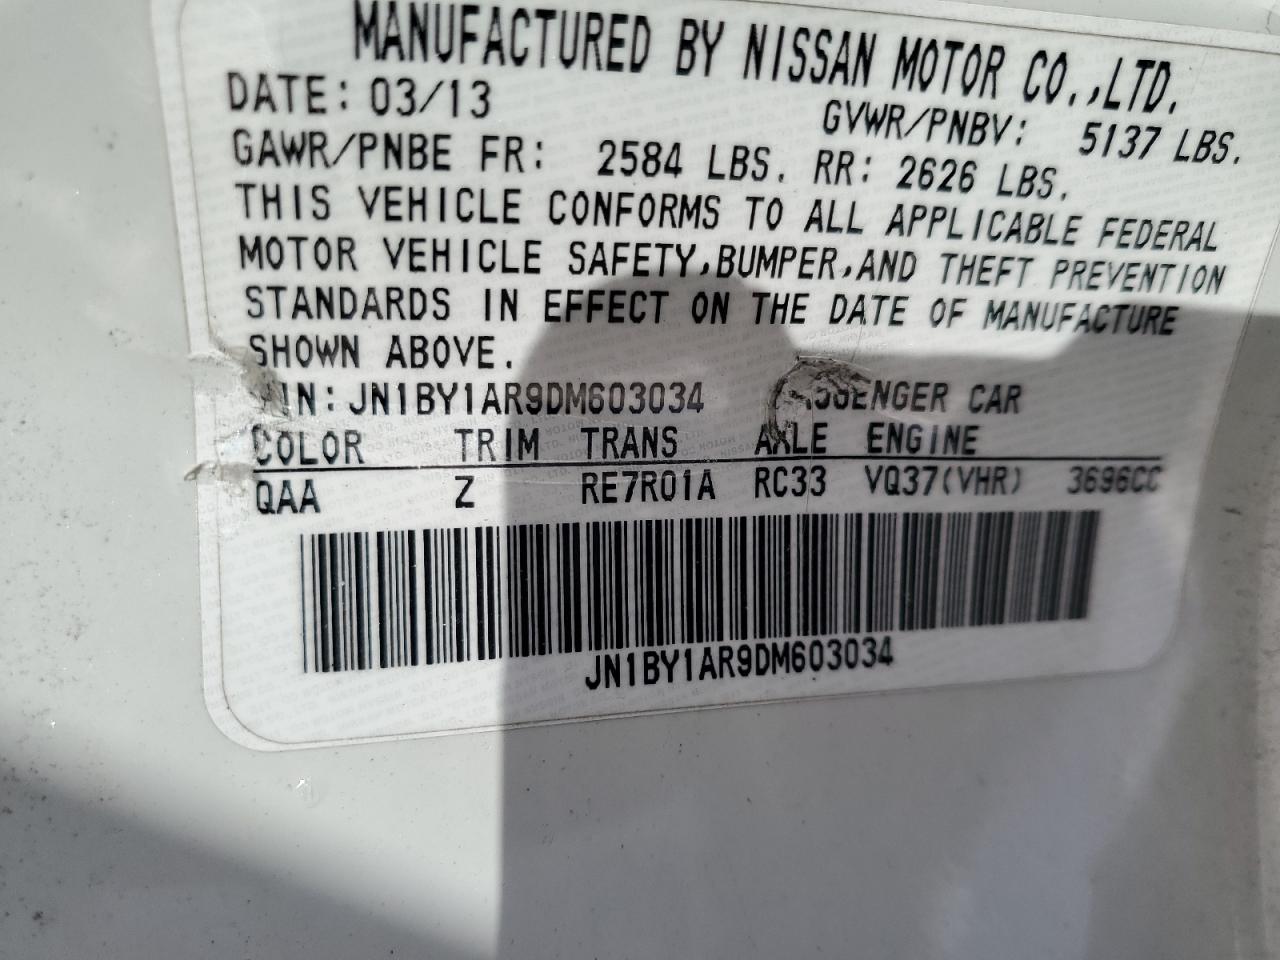 MANUFACTURED BY NISSAN MOTOR CO.,LTD.
DATE: 03/13 GVWR/PNBV: 5137 LBS.
GAWR/PNBE FR: 2584 LBS. RR: 2626 LBS.
THIS VEHICLE CONFORMS TO ALL APPLICABLE FEDERAL
MOTOR VEHICLE SAFETY,BUMPER,AND THEFT PREVENTION
STANDARDS IN EFFECT ON THE DATE OF MANUFACTURE
SHOWN ABOVE.
VIN:JN1BY1AR9DM603034 PASSENGER CAR
COLOR TRIM TRANS AXLE ENGINE
QAA Z RE7R01A RC33 VQ37(VHR) 3696CC
JN1BY1AR9DM603034